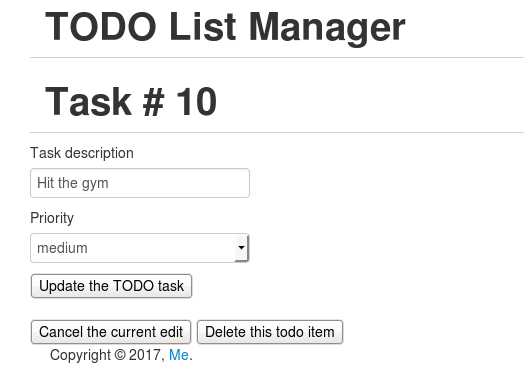 TODO List Manager
Task # 10
Task description
Hit the gym
Priority
medium
Update the TODO task
Cancel the current edit Delete this todo item
Copyright © 2017, Me.